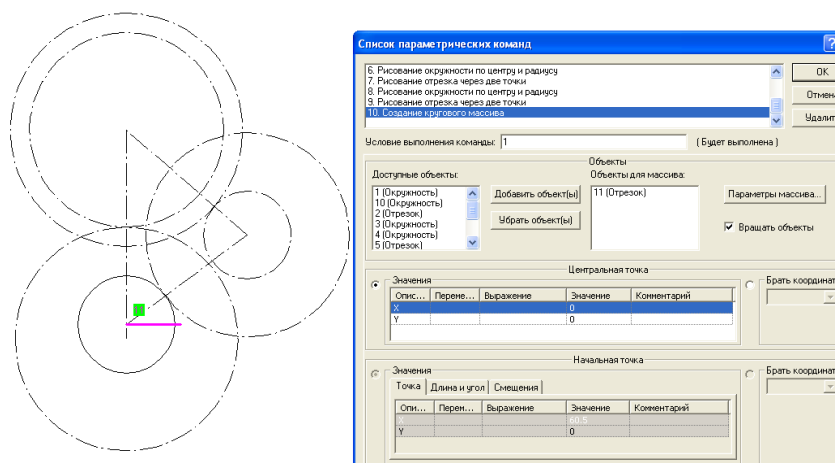 Список параметрических команд
6. Рисование окружности по центру и радиусу
7. Рисование отрезка через две точки
8. Рисование окружности по центру и радиусу
9. Рисование отрезка через две точки
10. Создание кругового массива
OK
Отмена
Удалить
Условие выполнения команды: 1 ( Будет выполнена )
Объекты
Доступные объекты:
Объекты для массива:
1 (Окружность)
10 (Окружность)
2 (Отрезок)
3 (Окружность)
4 (Окружность)
5 (Отрезок)
Добавить объект(ы)
Убрать объект(ы)
11 (Отрезок)
Параметры массива...
Вращать объекты
Центральная точка
Значения
Брать координат
Опис... Переме... Выражение Значение Комментарий
X 0
Y 0
Начальная точка
Значения
Брать координат
Точка Длина и угол Смещения
Опи... Перем... Выражение Значение Комментарий
X 60.5
Y 0
11